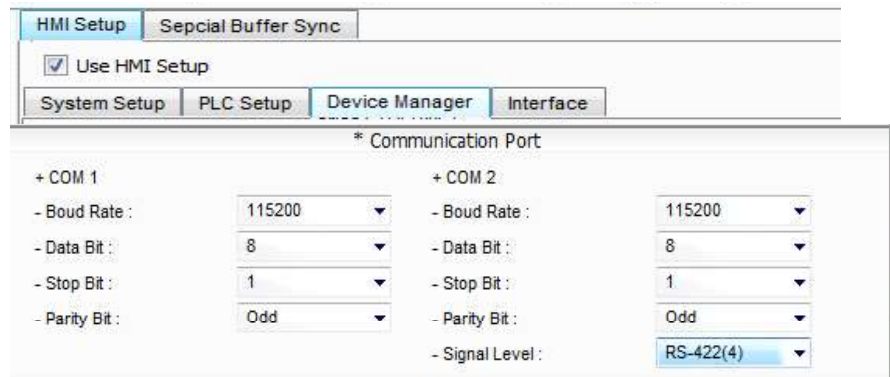 HMI Setup Sepcial Buffer Sync
Use HMI Setup
System Setup PLC Setup Device Manager Interface
* Communication Port
+ COM 1 + COM 2
- Boud Rate : 115200 - Boud Rate : 115200
- Data Bit : 8 - Data Bit : 8
- Stop Bit : 1 - Stop Bit : 1
- Parity Bit : Odd - Parity Bit : Odd
- Signal Level : RS-422(4)